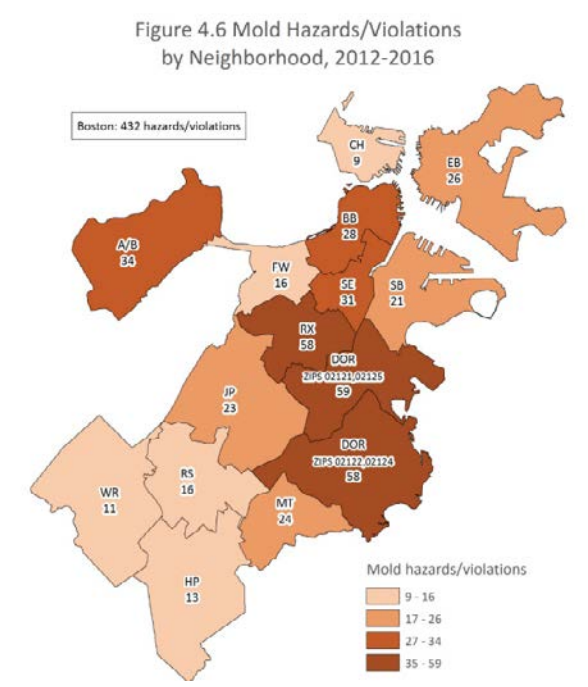 Figure 4.6 Mold Hazards/Violations
by Neighborhood, 2012-2016
Boston: 432 hazards/violations
CH
9
EB
26
A/B
34
BB
28
FW
16
SE
31
SB
21
RX
58
DOR
ZIPS 02121,02125
59
JP
23
DOR
ZIPS 02122,02124
58
RS
16
WR
11
MT
24
HP
13
Mold hazards/violations
9 - 16
17 - 26
27 - 34
35 - 59